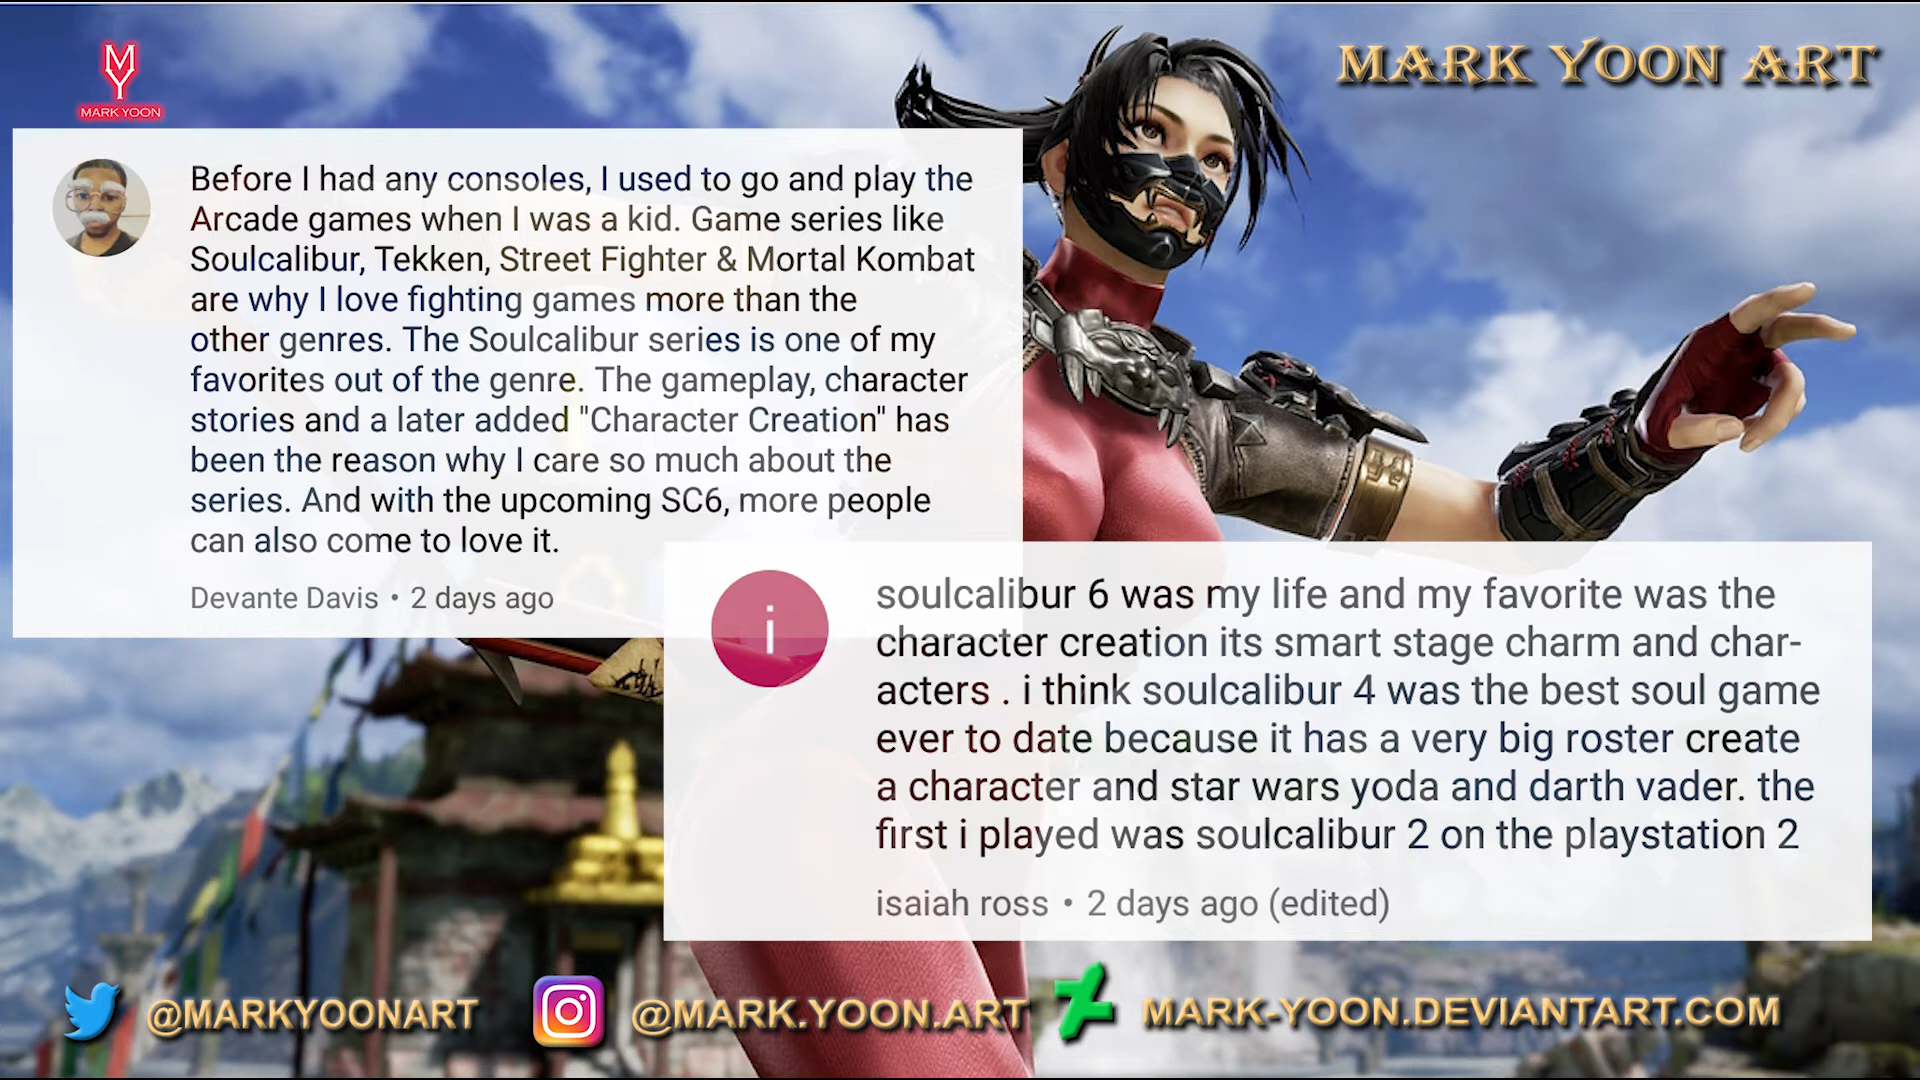 MY
MARK YOON
MARK YOON ART
Before I had any consoles, I used to go and play the
Arcade games when I was a kid. Game series like
Soulcalibur, Tekken, Street Fighter & Mortal Kombat
are why I love fighting games more than the
other genres. The Soulcalibur series is one of my
favorites out of the genre. The gameplay, character
stories and a later added "Character Creation" has
been the reason why I care so much about the
series. And with the upcoming SC6, more people
can also come to love it.
Devante Davis • 2 days ago
i
soulcalibur 6 was my life and my favorite was the
character creation its smart stage charm and char-
acters . i think soulcalibur 4 was the best soul game
ever to date because it has a very big roster create
a character and star wars yoda and darth vader. the
first i played was soulcalibur 2 on the playstation 2
isaiah ross • 2 days ago (edited)
@MARKYOONART
@MARK.YOON.ART
MARK-YOON.DEVIANTART.COM